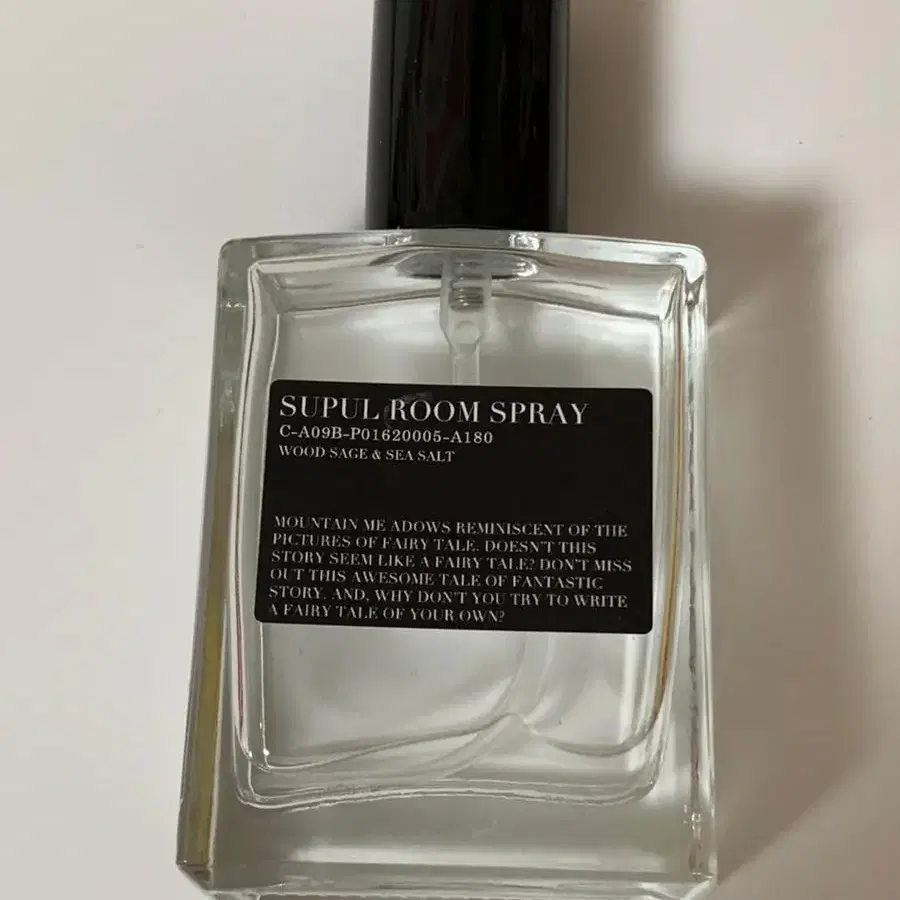 SUPUL ROOM SPRAY
C-A09B-P01620005-A180
WOOD SAGE & SEA SALT
MOUNTAIN ME ADOWS REMINISCENT OF THE
PICTURES OF FAIRY TALE. DOESN'T THIS
STORY SEEM LIKE A FAIRY TALE? DON'T MISS
OUT THIS AWESOME TALE OF FANTASTIC
STORY. AND, WHY DON'T YOU TRY TO WRITE
A FAIRY TALE OF YOUR OWN?